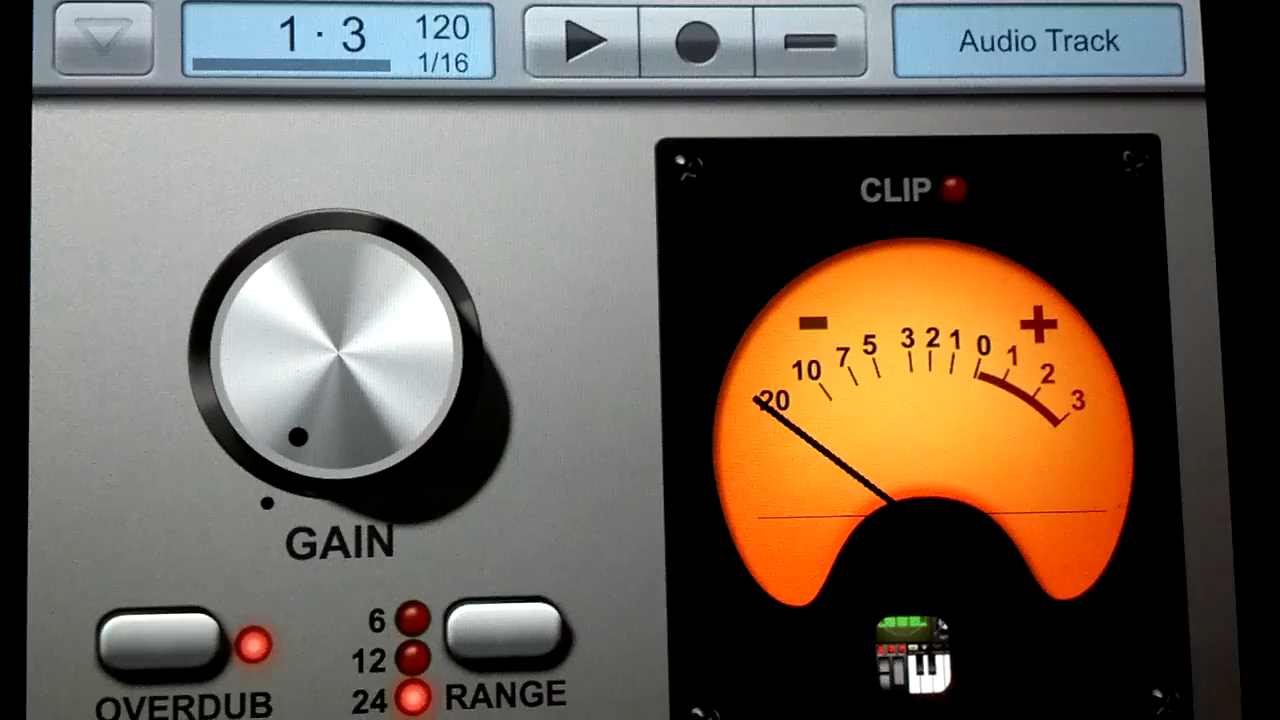 1 · 3
120
1/16
Audio Track
CLIP
- +
20 10 7 5 3 2 1 0 1 2 3
GAIN
6
12
24
OVERDUB
RANGE